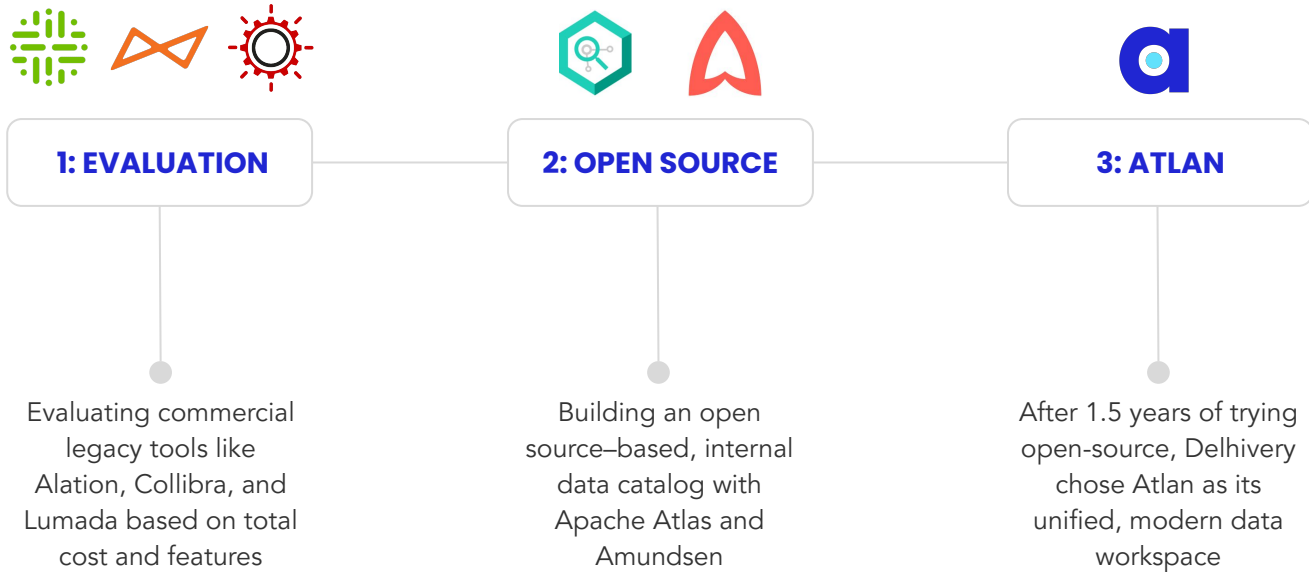 1: EVALUATION
2: OPEN SOURCE
3: ATLAN
Evaluating commercial
legacy tools like
Alation, Collibra, and
Lumada based on total
cost and features
Building an open
source–based, internal
data catalog with
Apache Atlas and
Amundsen
After 1.5 years of trying
open-source, Delhivery
chose Atlan as its
unified, modern data
workspace